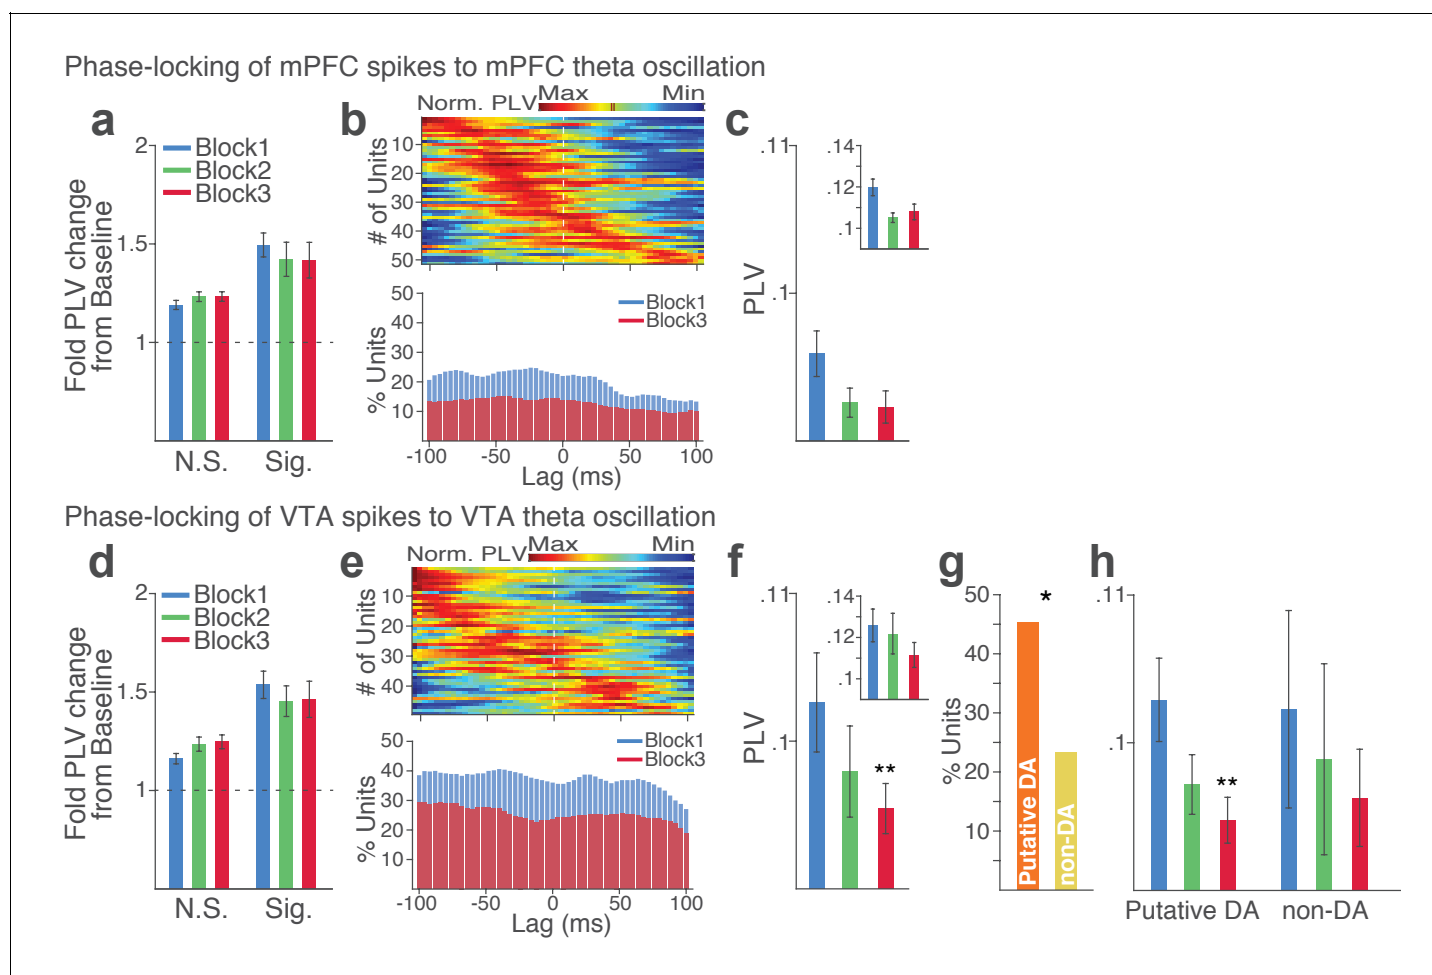 Phase-locking of mPFC spikes to mPFC theta oscillation
a
2
1.5
1
Fold PLV change
from Baseline
Block1
Block2
Block3
N.S.
Sig.
b
Norm. PLV
Max
Min
# of Units
10
20
30
40
50
% Units
50
40
30
20
10
Block1
Block3
-100
-50
0
50
100
Lag (ms)
c
.11
.1
PLV
.14
.12
.1
Phase-locking of VTA spikes to VTA theta oscillation
d
2
1.5
1
Fold PLV change
from Baseline
Block1
Block2
Block3
N.S.
Sig.
e
Norm. PLV
Max
Min
# of Units
10
20
30
40
% Units
50
40
30
20
10
Block1
Block3
-100
-50
0
50
100
Lag (ms)
f
.11
.1
PLV
.14
.12
.1
**
g
50
40
30
20
10
% Units
*
Putative DA
non-DA
h
.11
.1
**
Putative DA
non-DA